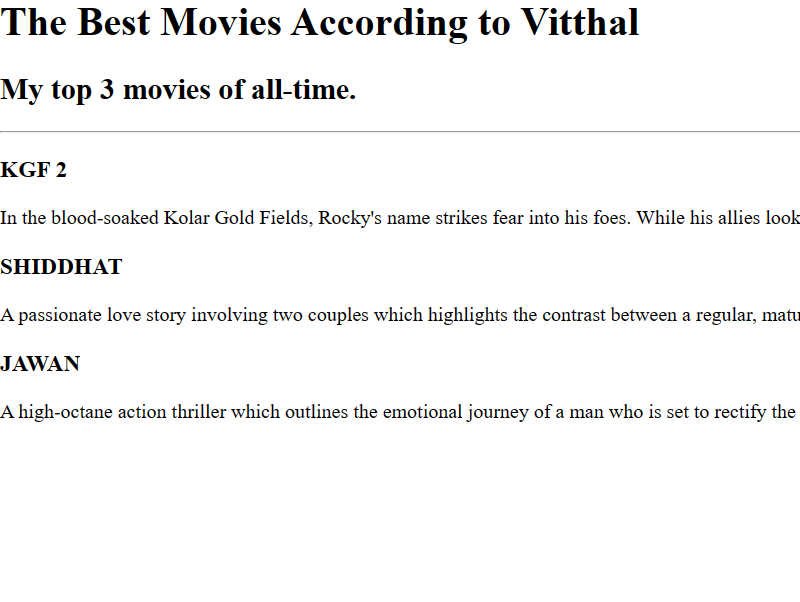 The Best Movies According to Vitthal
My top 3 movies of all-time.
KGF 2
In the blood-soaked Kolar Gold Fields, Rocky's name strikes fear into his foes. While his allies look
SHIDDHAT
A passionate love story involving two couples which highlights the contrast between a regular, matu
JAWAN
A high-octane action thriller which outlines the emotional journey of a man who is set to rectify the